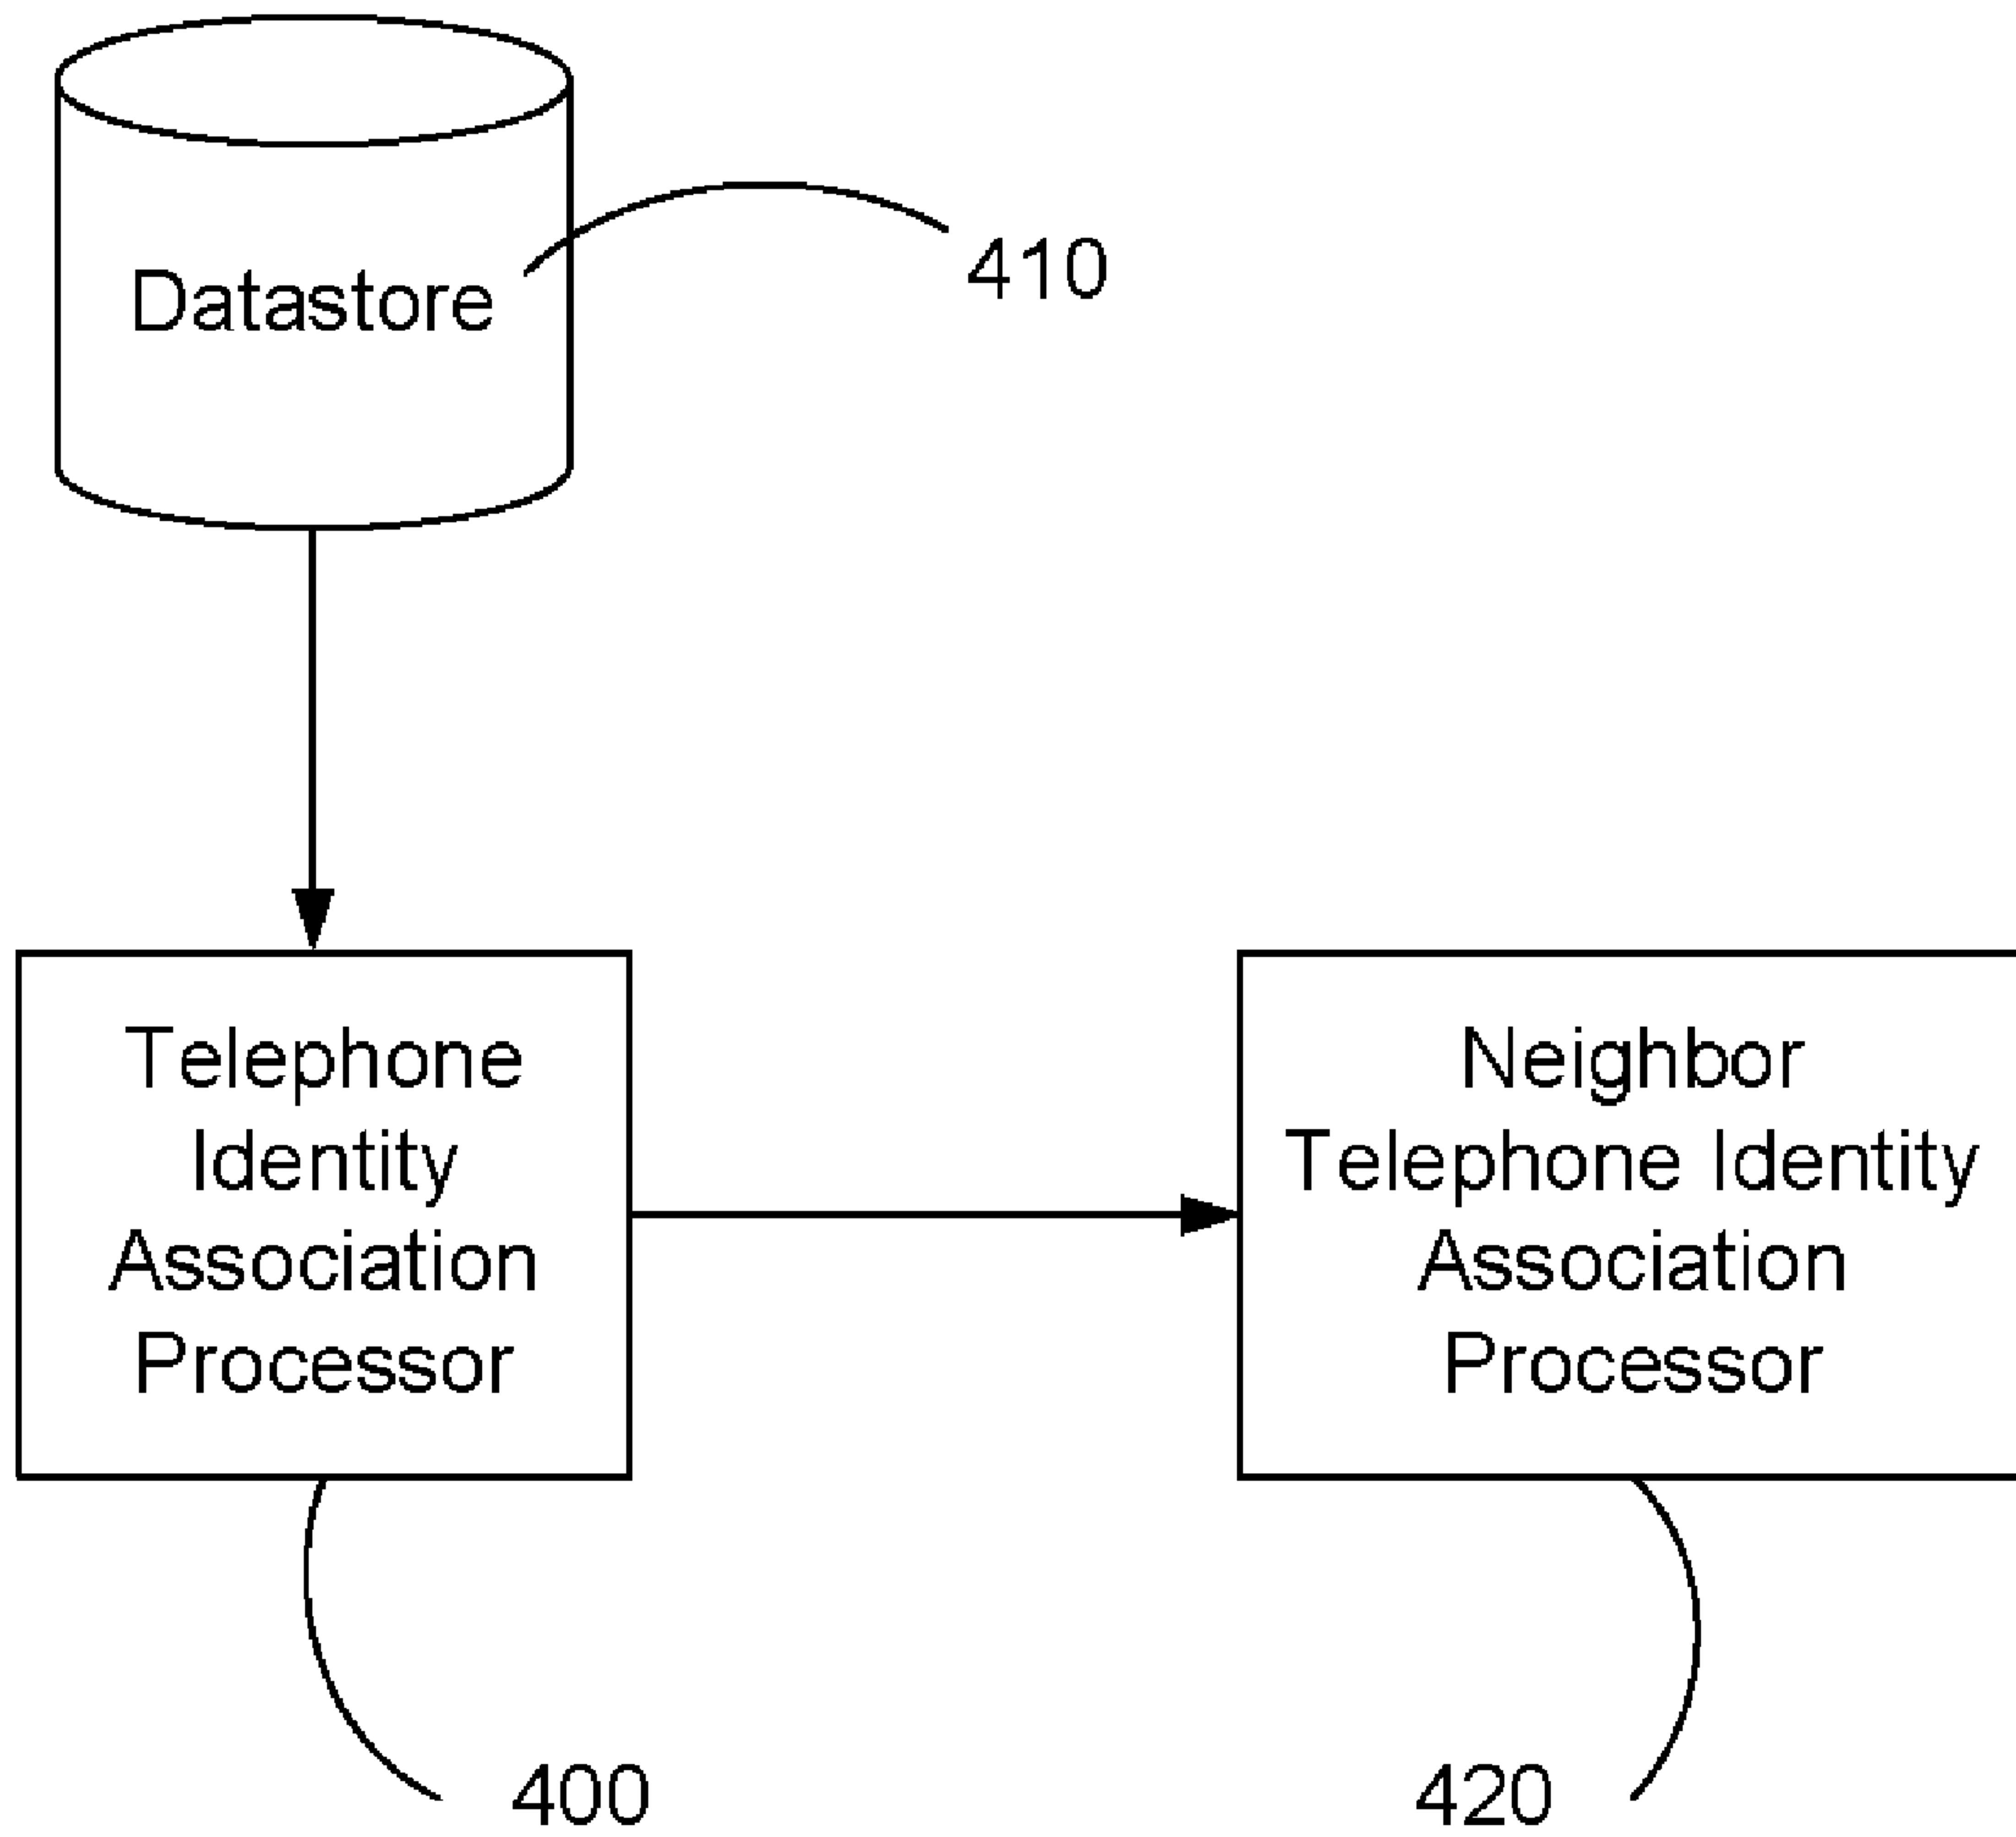 Datastore
410
Telephone
Identity
Association
Processor
Neighbor
Telephone Identity
Association
Processor
400
420